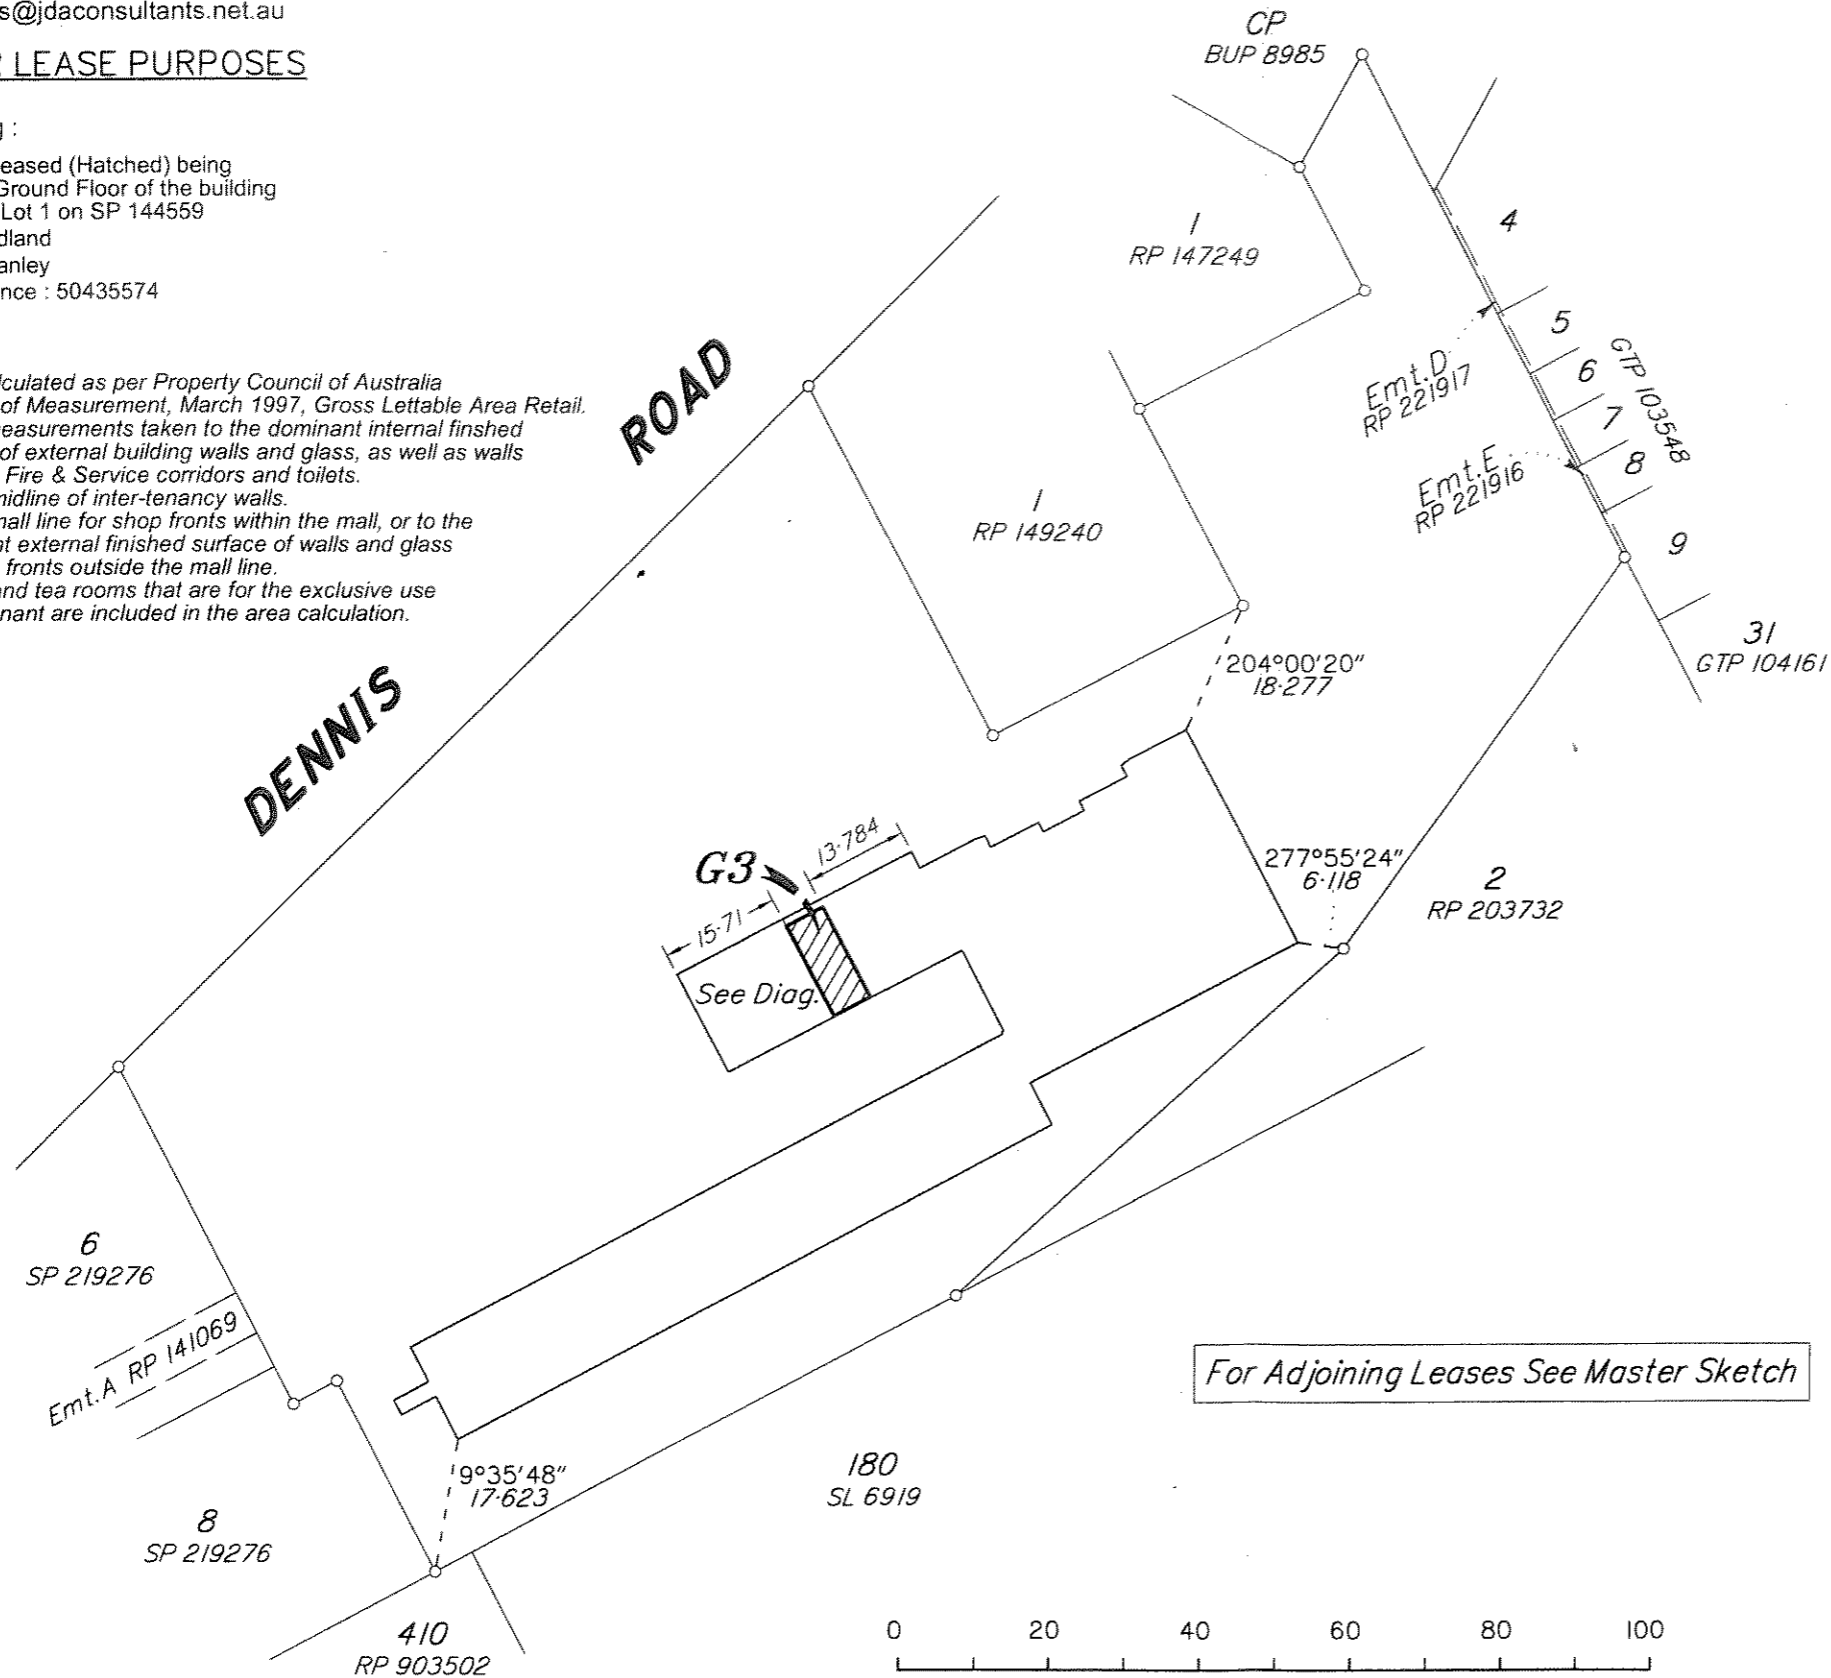 s@jdaconsultants.net.au
LEASE PURPOSES
g :
eased (Hatched) being
Ground Floor of the building
Lot 1 on SP 144559
dland
anley
nce : 50435574
lculated as per Property Council of Australia
of Measurement, March 1997, Gross Lettable Area Retail.
easurements taken to the dominant internal finshed
of external building walls and glass, as well as walls
Fire & Service corridors and toilets.
midline of inter-tenancy walls.
mall line for shop fronts within the mall, or to the
nt external finished surface of walls and glass
fronts outside the mall line.
and tea rooms that are for the exclusive use
nant are included in the area calculation.
CP
BUP 8985
1
RP 147249
4
5
6
7
8
9
GTP 103548
Emt.D
RP 221917
Emt.E
RP 221916
31
GTP 104161
DENNIS ROAD
1
RP 149240
204°00'20"
18·277
G3
13·784
15·71
See Diag.
277°55'24"
6·118
2
RP 203732
6
SP 219276
Emt.A RP 141069
For Adjoining Leases See Master Sketch
9°35'48"
17·623
180
SL 6919
8
SP 219276
410
RP 903502
0 20 40 60 80 100